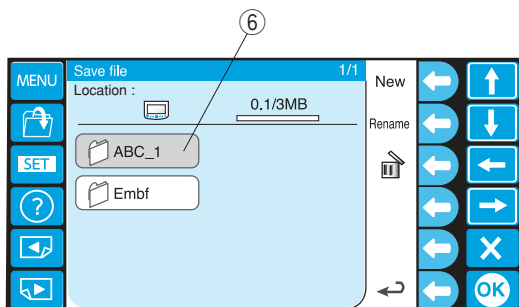 ⑥
MENU
Save file 1/1
New
Location :
0.1/3MB
Rename
SET
ABC_1
Embf
?
OK